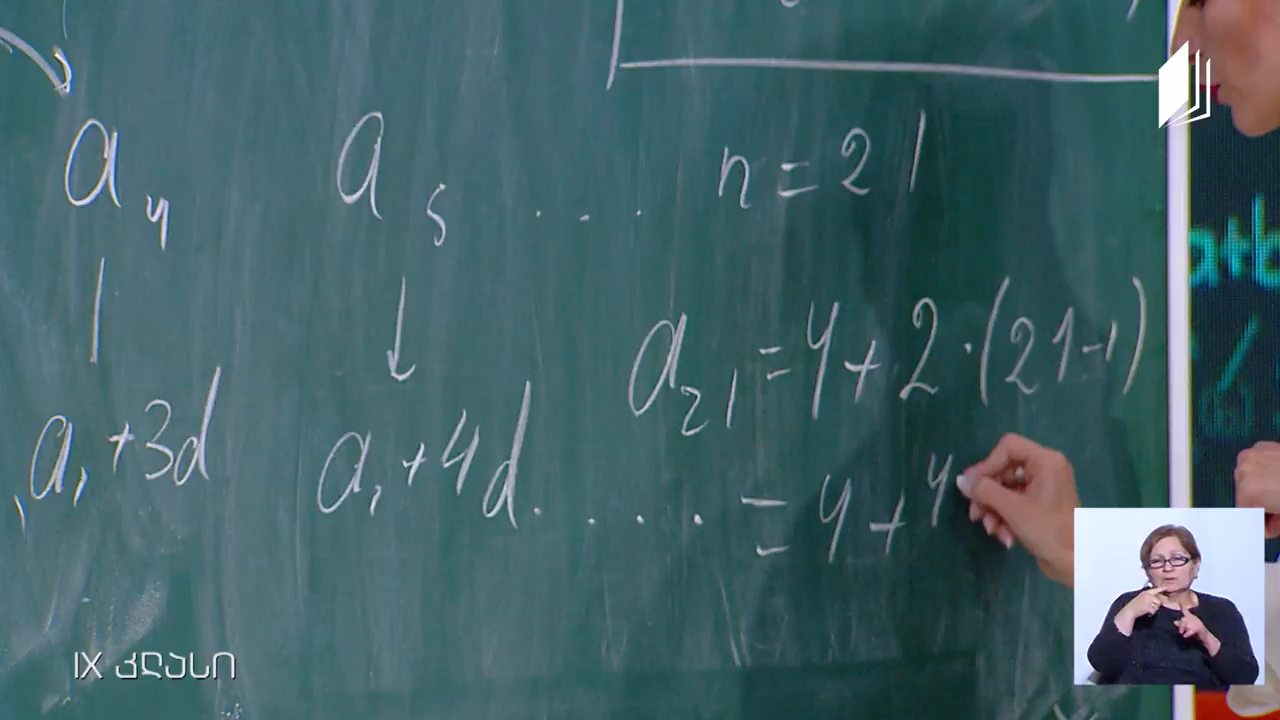 a₄ a₅ ... n = 21
a₂₁ = 4 + 2 · (21-1)
, a₁ + 3d a₁ + 4d ....
= 4 + 4
a+b
IX კლასი